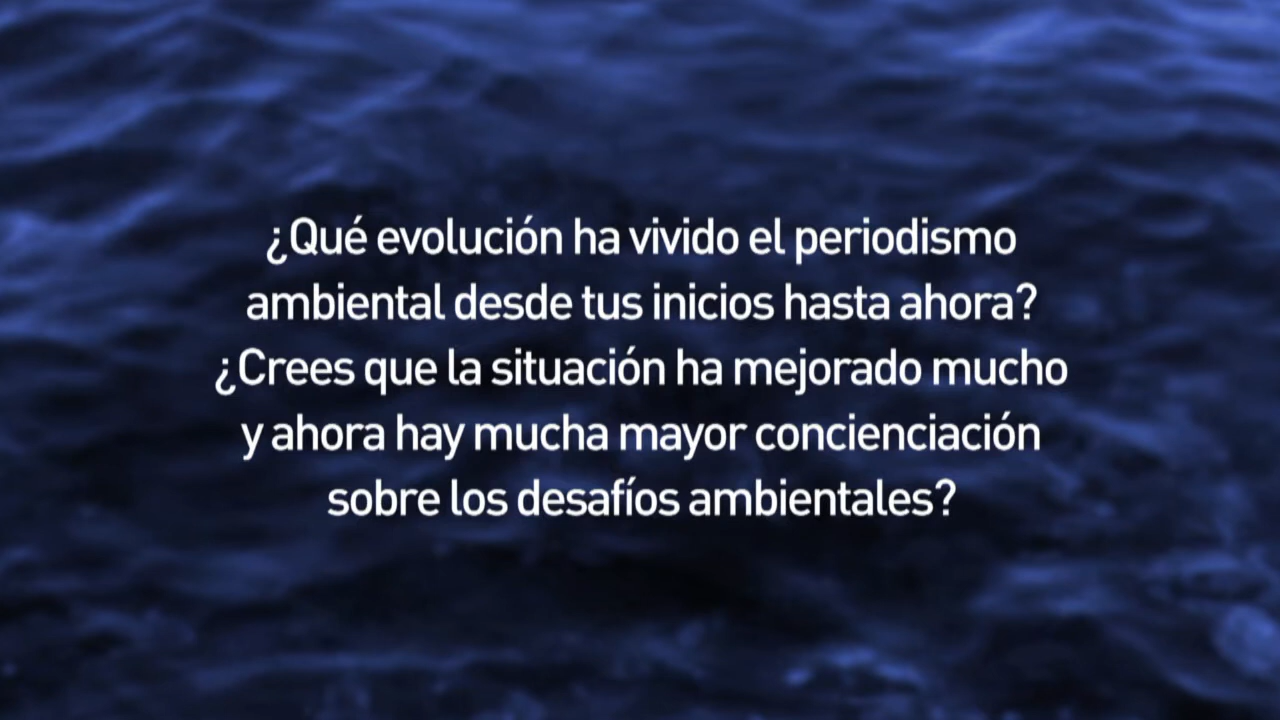 ¿Qué evolución ha vivido el periodismo
ambiental desde tus inicios hasta ahora?
¿Crees que la situación ha mejorado mucho
y ahora hay mucha mayor concienciación
sobre los desafíos ambientales?